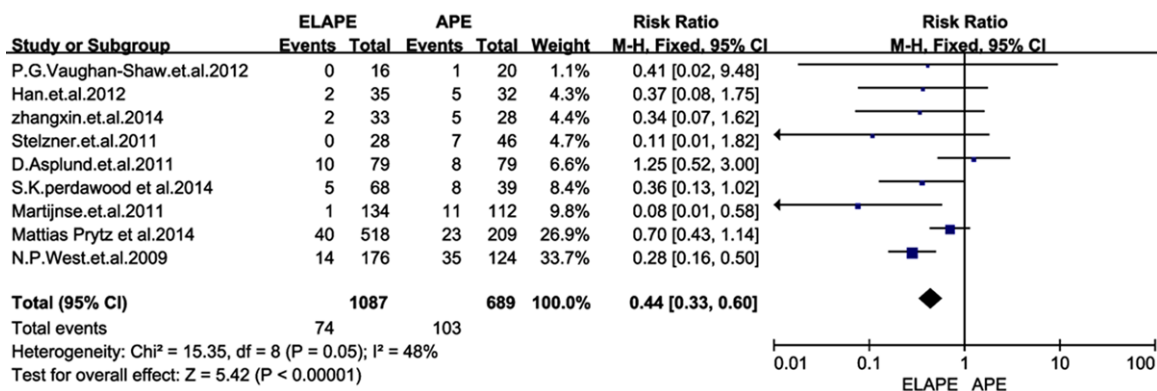 ELAPE APE Risk Ratio Risk Ratio
Study or Subgroup Events Total Events Total Weight M-H, Fixed, 95% CI M-H, Fixed, 95% CI
P.G.Vaughan-Shaw.et.al.2012 0 16 1 20 1.1% 0.41 [0.02, 9.48]
Han.et.al.2012 2 35 5 32 4.3% 0.37 [0.08, 1.75]
zhangxin.et.al.2014 2 33 5 28 4.4% 0.34 [0.07, 1.62]
Stelzner.et.al.2011 0 28 7 46 4.7% 0.11 [0.01, 1.82]
D.Asplund.et.al.2011 10 79 8 79 6.6% 1.25 [0.52, 3.00]
S.K.perdawood et al.2014 5 68 8 39 8.4% 0.36 [0.13, 1.02]
Martijnse.et.al.2011 1 134 11 112 9.8% 0.08 [0.01, 0.58]
Mattias Prytz et al.2014 40 518 23 209 26.9% 0.70 [0.43, 1.14]
N.P.West.et.al.2009 14 176 35 124 33.7% 0.28 [0.16, 0.50]
Total (95% CI) 1087 689 100.0% 0.44 [0.33, 0.60]
Total events 74 103
Heterogeneity: Chi² = 15.35, df = 8 (P = 0.05); I² = 48%
Test for overall effect: Z = 5.42 (P < 0.00001)
0.01 0.1 1 10 100
ELAPE APE